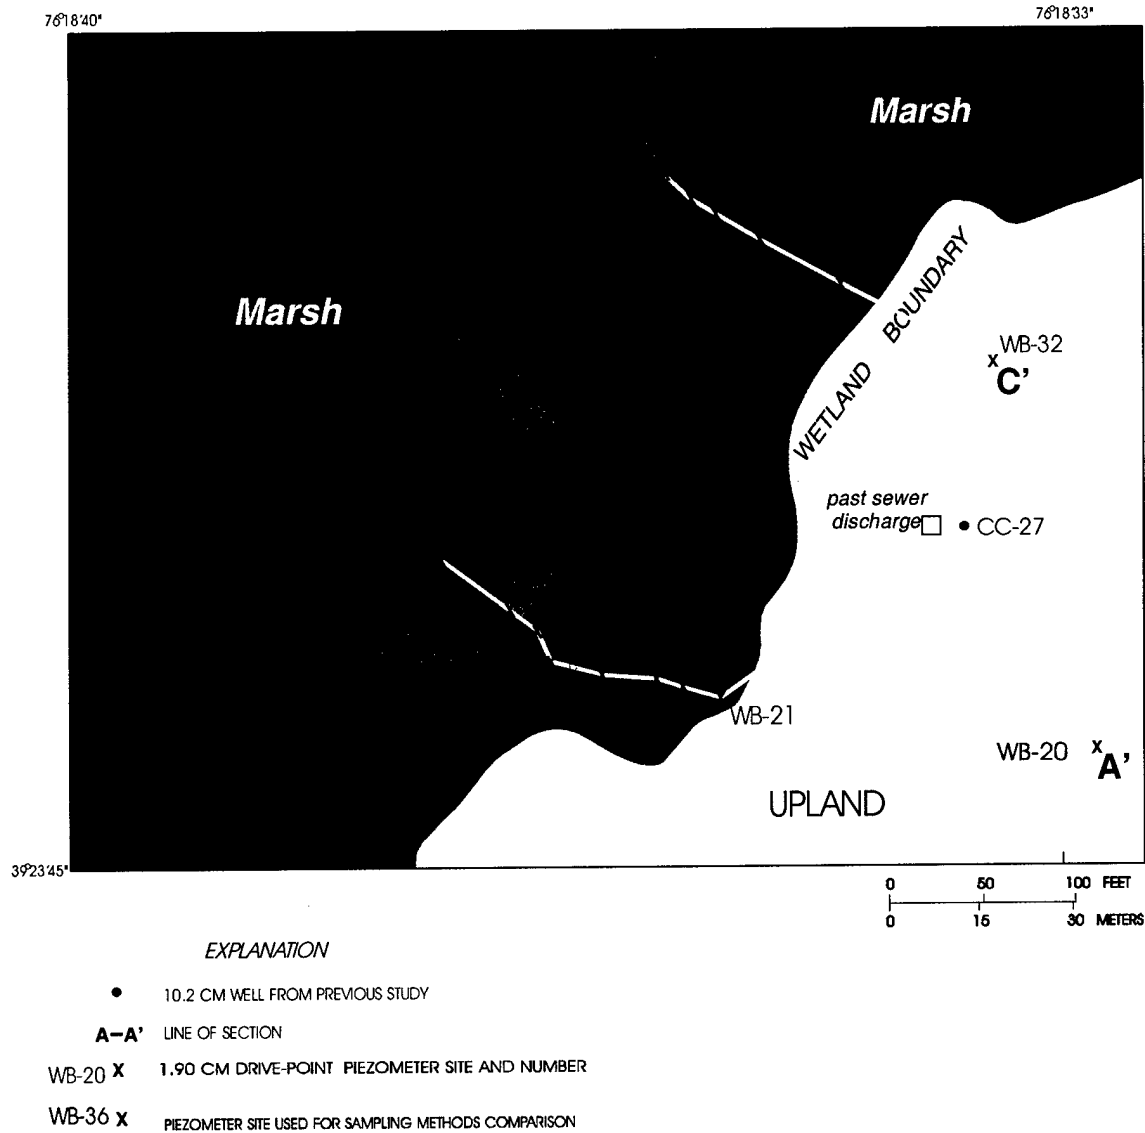 76°18'40"
76°18'33"
Marsh
Marsh
WETLAND BOUNDARY
x WB-32
C’
past sewer
discharge
CC-27
WB-21
WB-20 x
A’
UPLAND
39°23'45"
0 50 100 FEET
0 15 30 METERS
EXPLANATION
10.2 CM WELL FROM PREVIOUS STUDY
A–A’ LINE OF SECTION
WB-20 X 1.90 CM DRIVE-POINT PIEZOMETER SITE AND NUMBER
WB-36 X PIEZOMETER SITE USED FOR SAMPLING METHODS COMPARISON